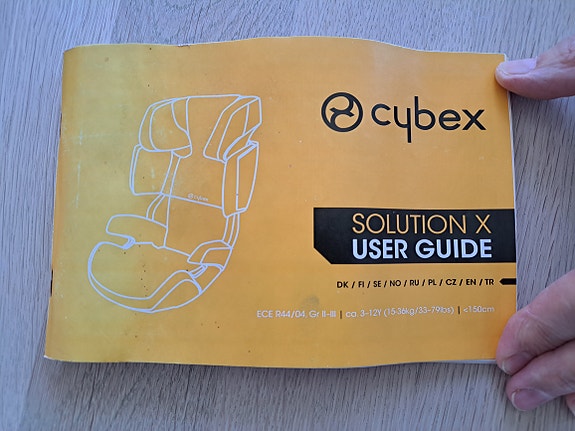 cybex
cybex
SOLUTION X
USER GUIDE
DK / FI / SE / NO / RU / PL / CZ / EN / TR
ECE R44/04, Gr II-III | ca. 3-12Y (15-36kg/33-79lbs) | <150cm